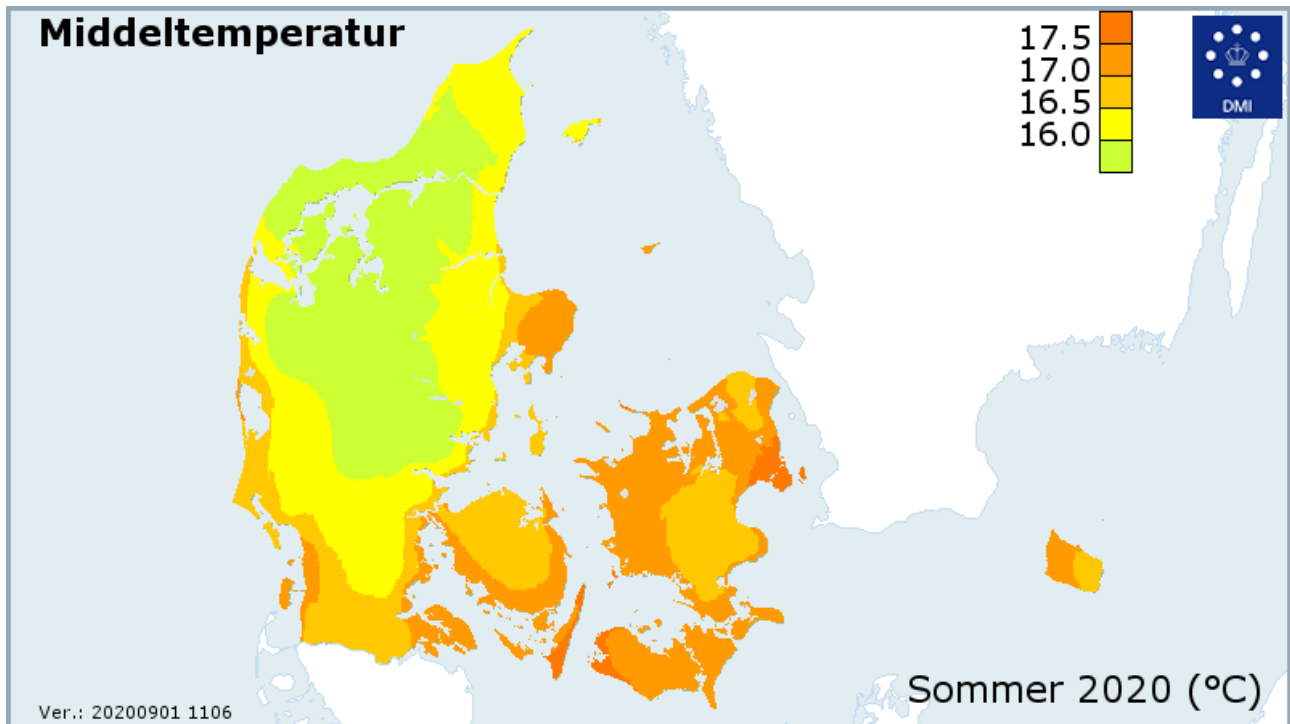 Middeltemperatur
17.5
17.0
16.5
16.0
DMI
Sommer 2020 (°C)
Ver.: 20200901 1106